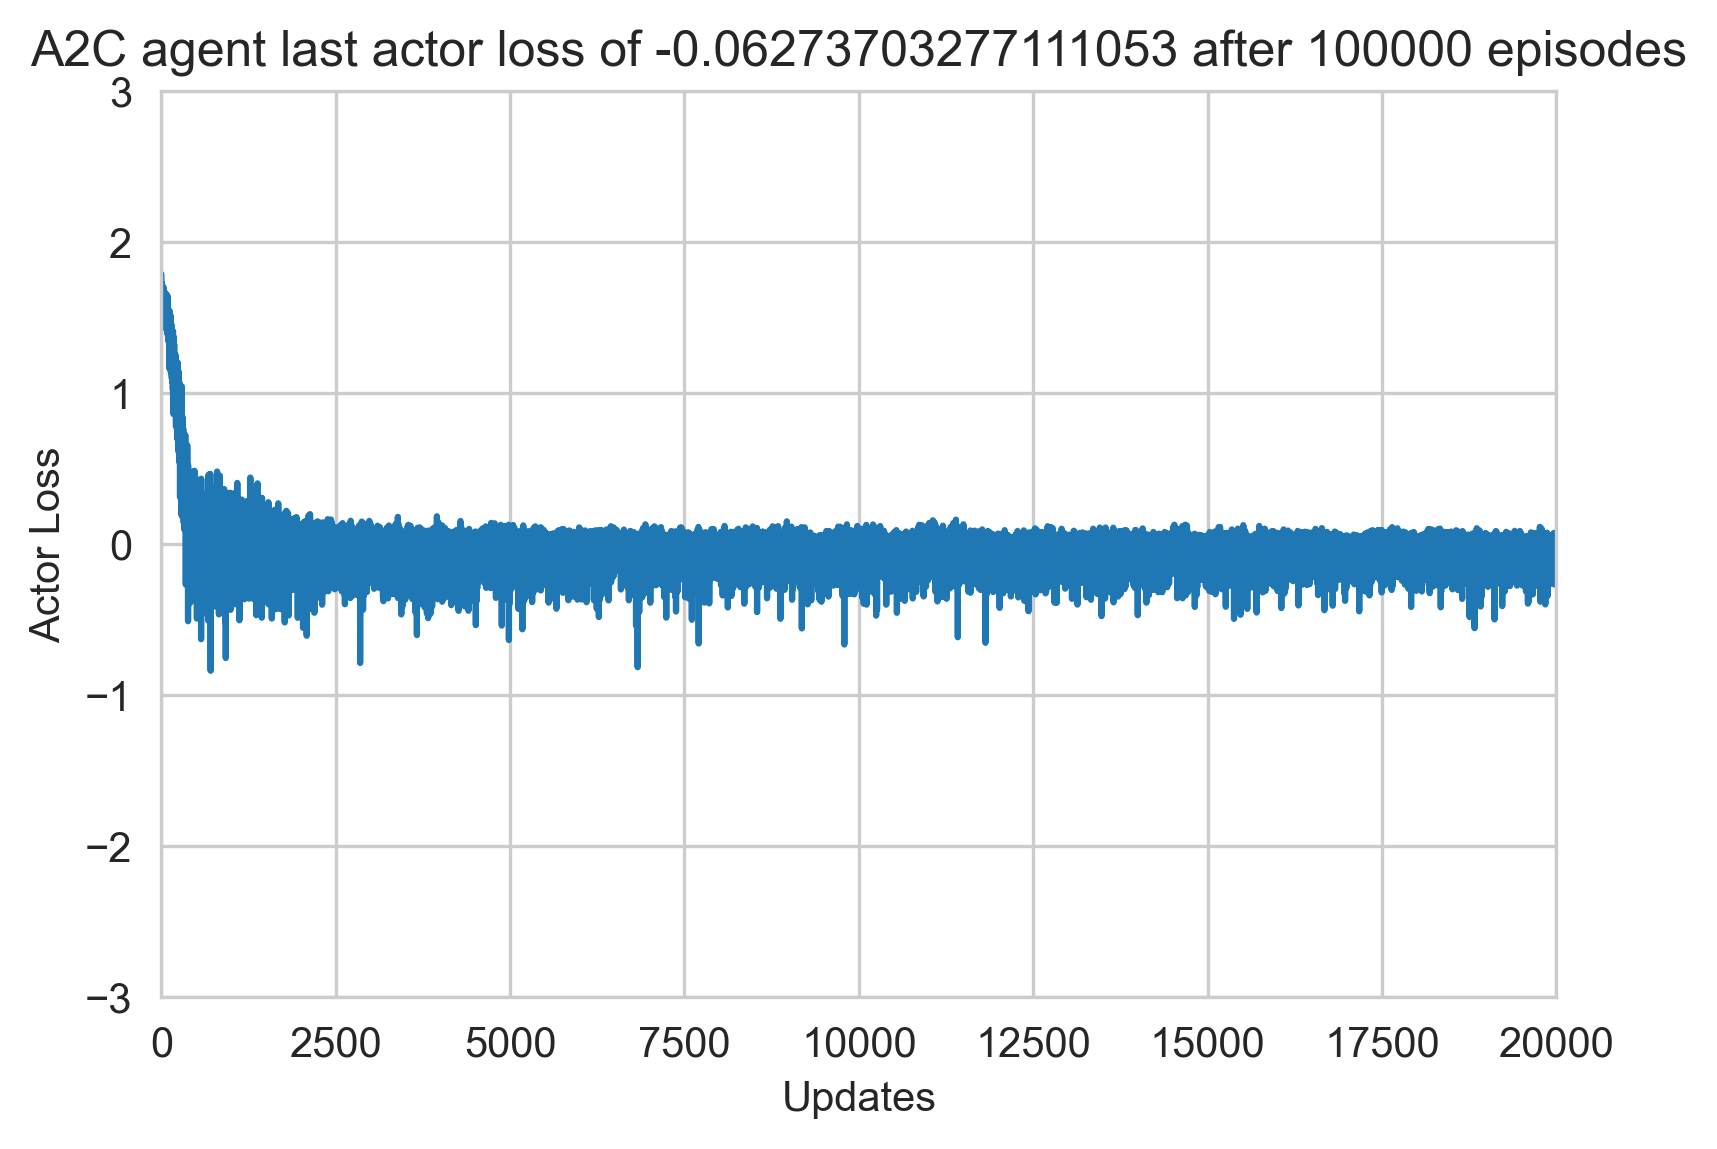 A2C agent last actor loss of -0.06273703277111053 after 100000 episodes
3
2
1
0
−1
−2
−3
Actor Loss
0 2500 5000 7500 10000 12500 15000 17500 20000
Updates